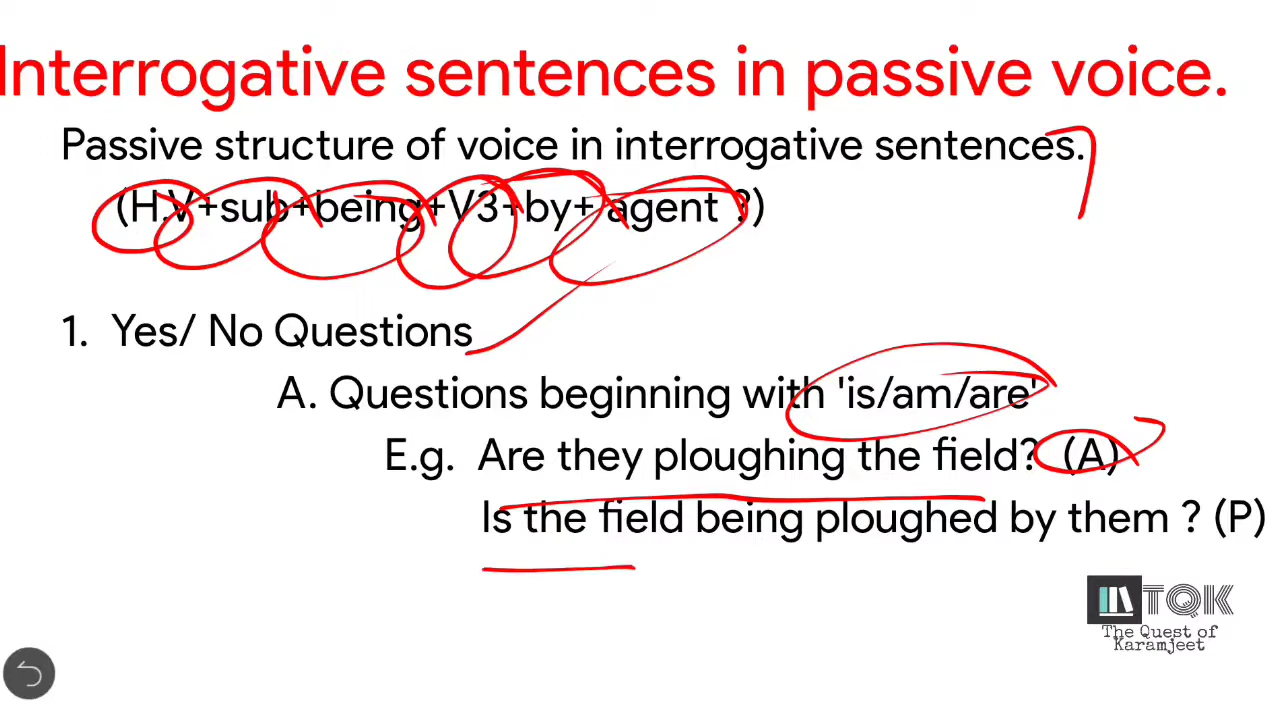 Interrogative sentences in passive voice.
Passive structure of voice in interrogative sentences.
(H.V+sub+being+V3+by+ agent ?)
1. Yes/ No Questions
A. Questions beginning with 'is/am/are'
E.g. Are they ploughing the field? (A)
Is the field being ploughed by them ? (P)
TQK
The Quest of
Karamjeet